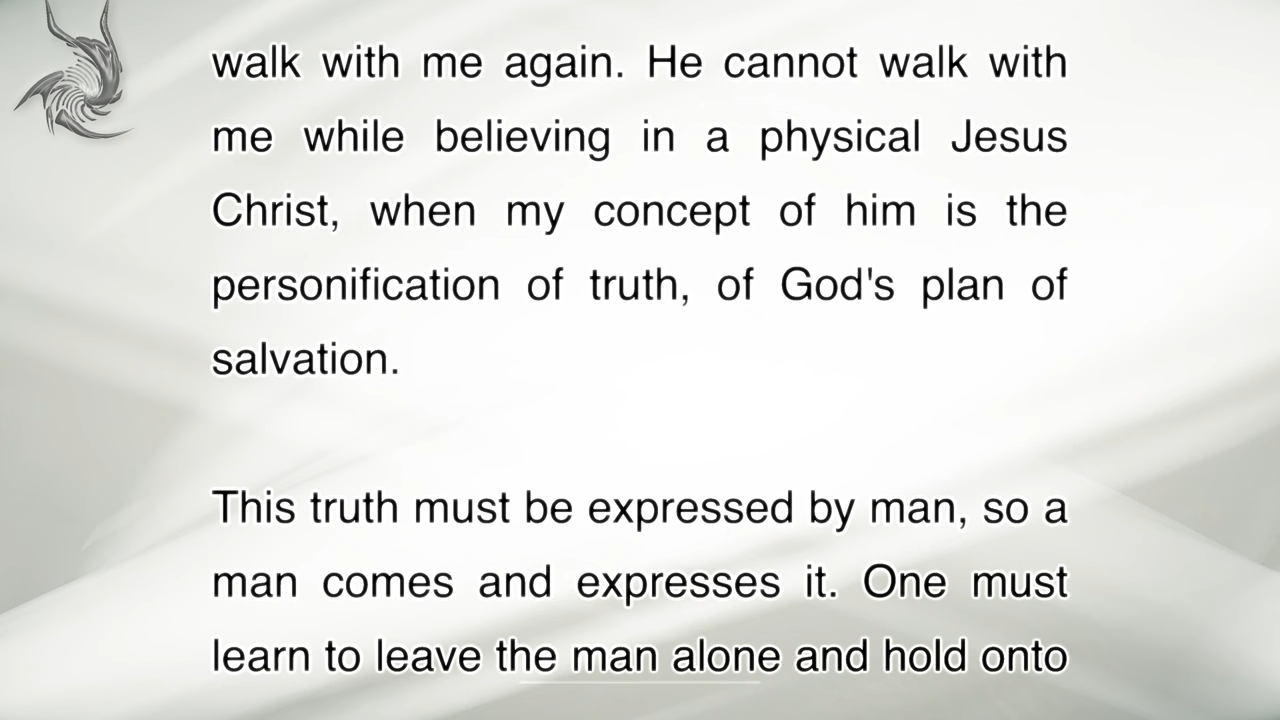 walk with me again. He cannot walk with
me while believing in a physical Jesus
Christ, when my concept of him is the
personification of truth, of God's plan of
salvation.
This truth must be expressed by man, so a
man comes and expresses it. One must
learn to leave the man alone and hold onto